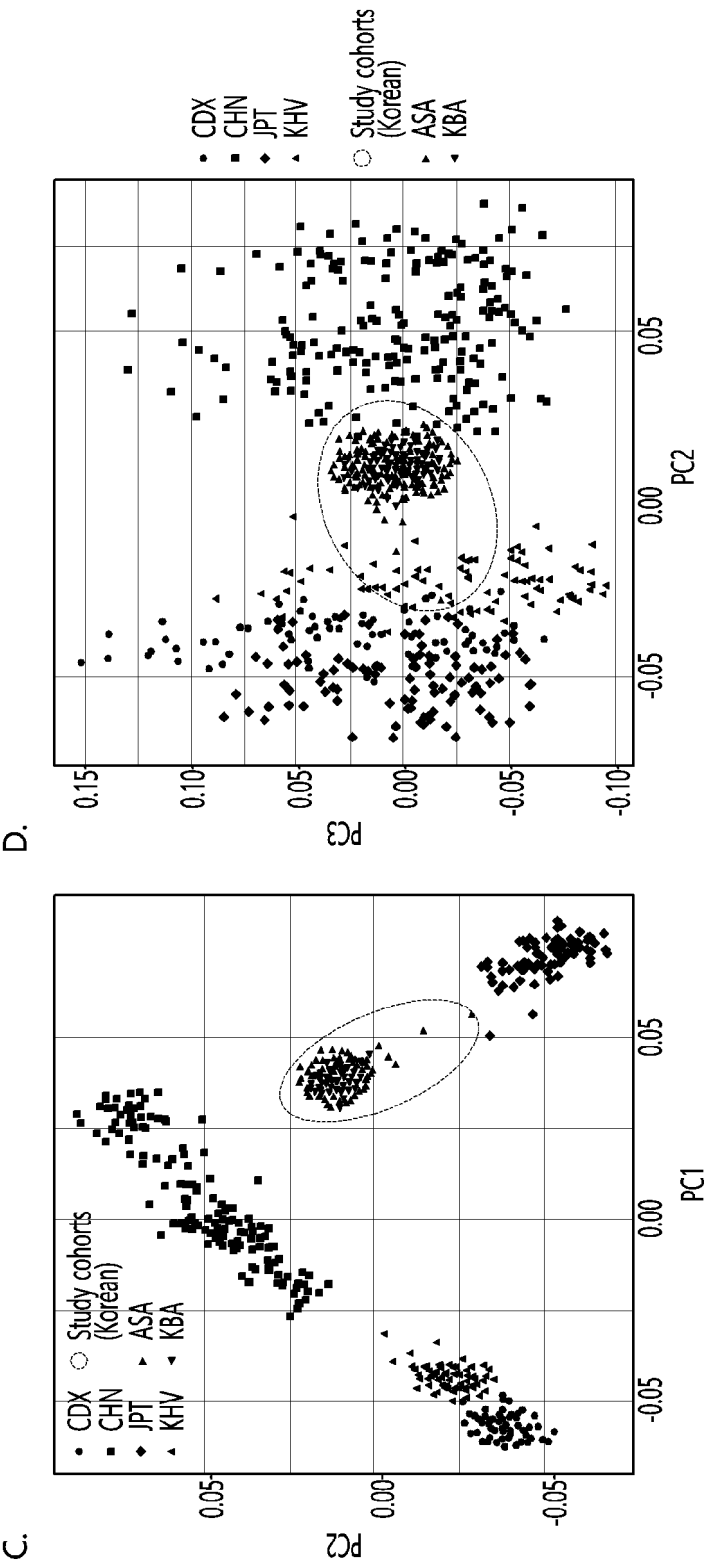 C.
CDX
CHN
JPT
KHV
Study cohorts
(Korean)
ASA
KBA
0.05
0.00
-0.05
PC2
-0.05
0.00
0.05
PC1
D.
0.15
0.10
0.05
0.00
-0.05
-0.10
PC3
-0.05
0.00
0.05
PC2
CDX
CHN
JPT
KHV
Study cohorts
(Korean)
ASA
KBA